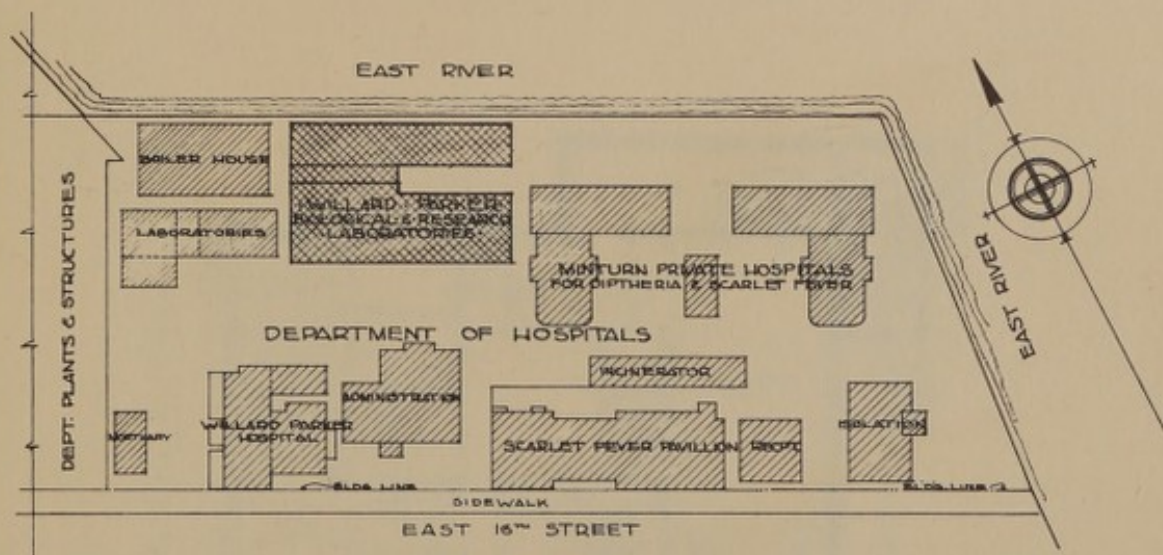 EAST RIVER
BOILER HOUSE
WILLARD PARKER
BIOLOGICAL & RESEARCH
LABORATORIES
LABORATORIES
DEPT. PLANTS & STRUCTURES
MINTURN PRIVATE HOSPITALS
FOR DIPTHERIA & SCARLET FEVER
EAST RIVER
DEPARTMENT OF HOSPITALS
INCINERATOR
ADMINISTRATION
MORTUARY
WILLARD PARKER
HOSPITAL
SCARLET FEVER PAVILLION
RECPT.
ISOLATION
BLDG. LINE
BLDG. LINE
SIDEWALK
EAST 16TH STREET